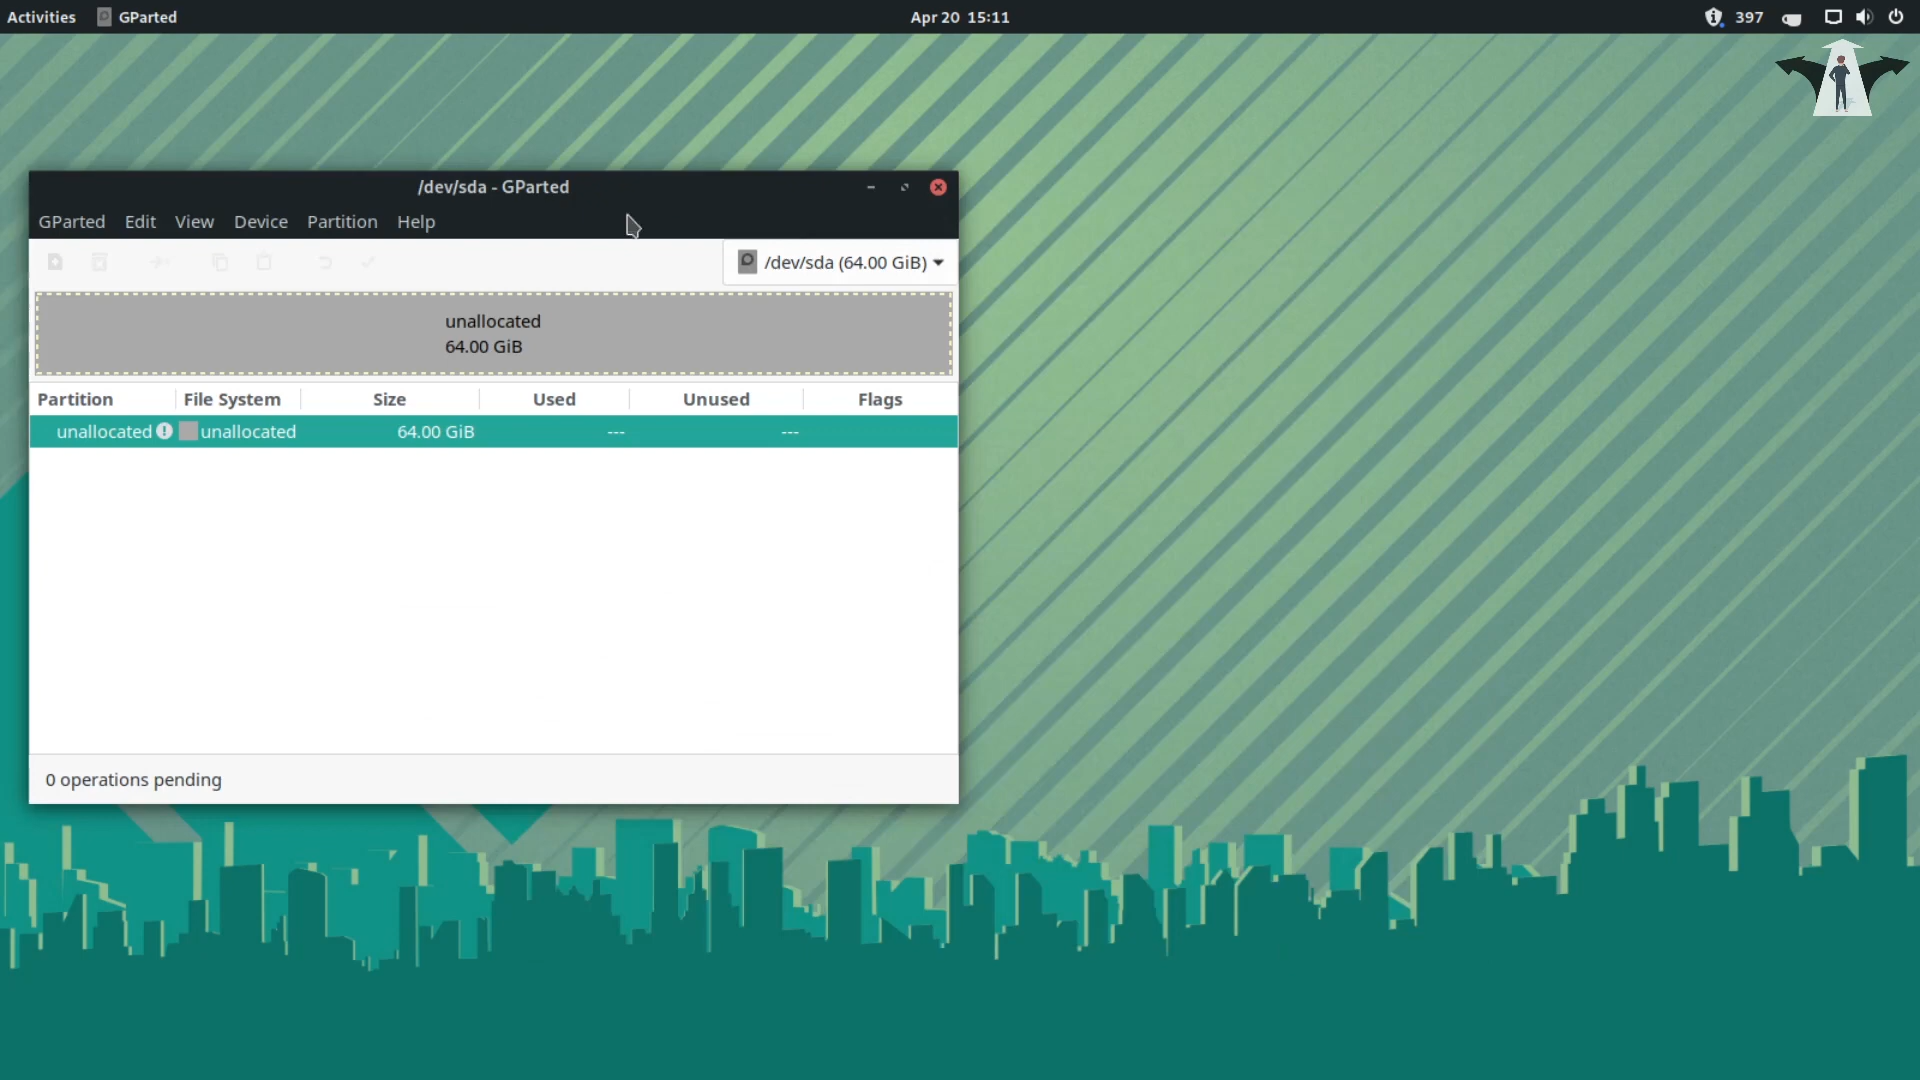 Activities GParted Apr 20 15:11 397
/dev/sda - GParted
GParted Edit View Device Partition Help
/dev/sda (64.00 GiB)
unallocated
64.00 GiB
Partition File System Size Used Unused Flags
unallocated unallocated 64.00 GiB --- ---
0 operations pending